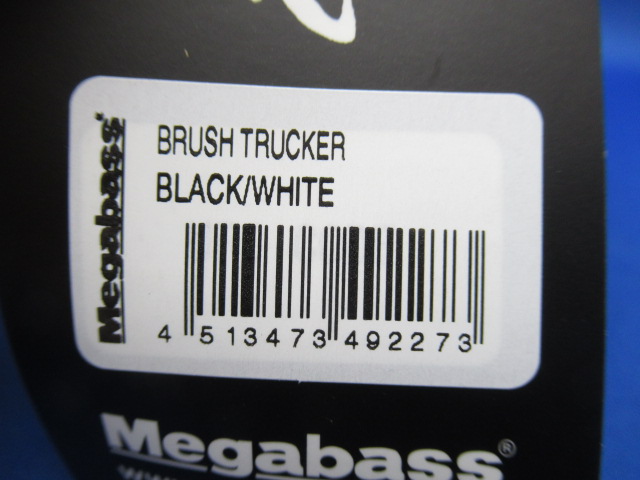 Megabass
BRUSH TRUCKER
BLACK/WHITE
4 513473 492273
Megabass®